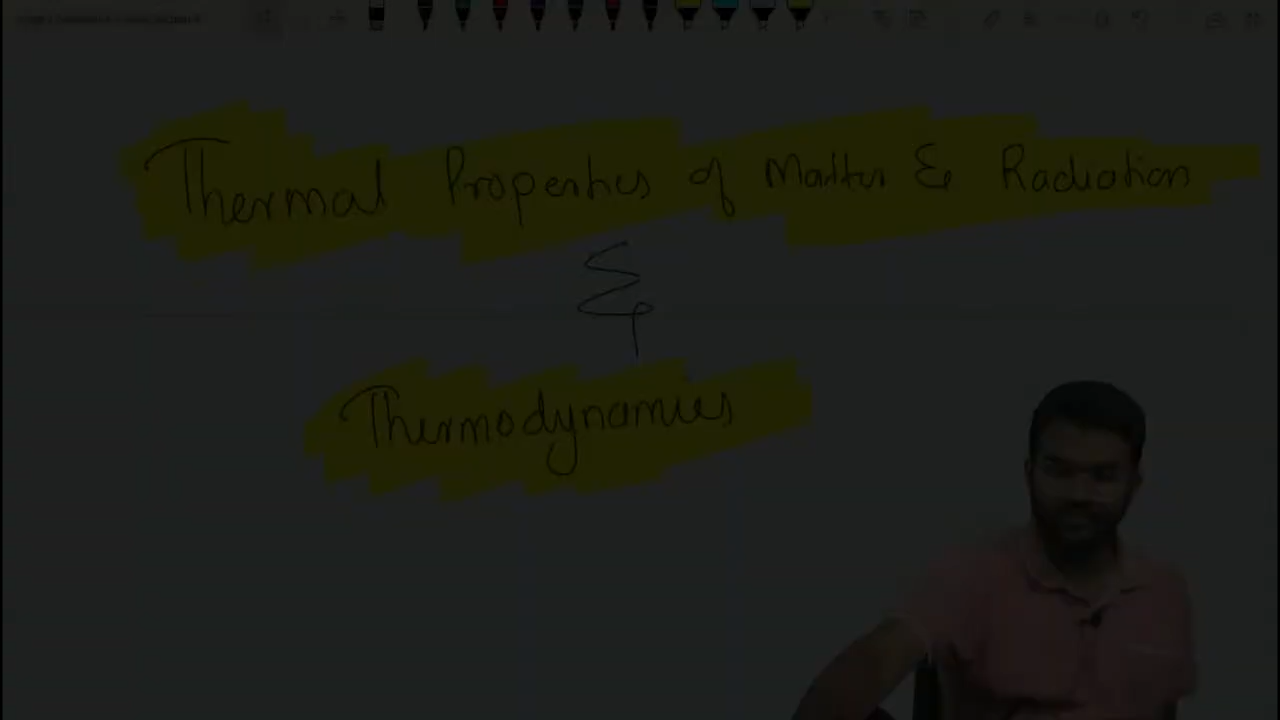 Thermal Properties of Matter & Radiation
&
Thermodynamics